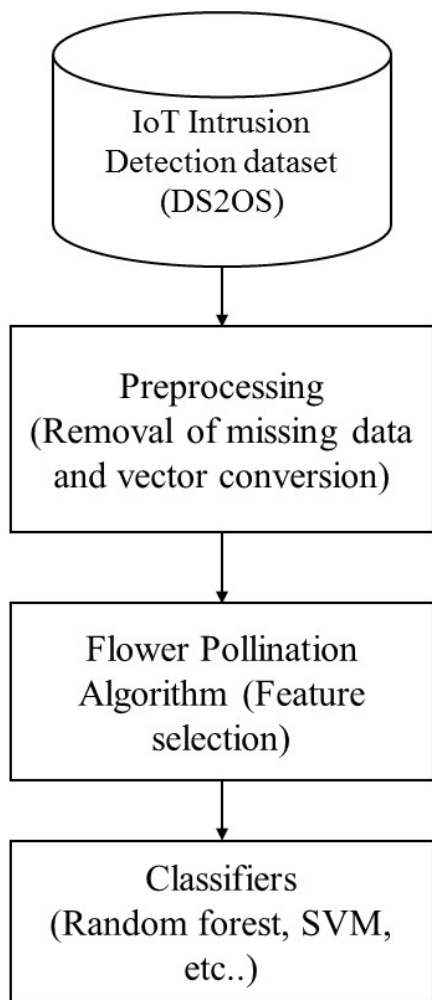 IoT Intrusion
Detection dataset
(DS2OS)
Preprocessing
(Removal of missing data
and vector conversion)
Flower Pollination
Algorithm (Feature
selection)
Classifiers
(Random forest, SVM,
etc..)